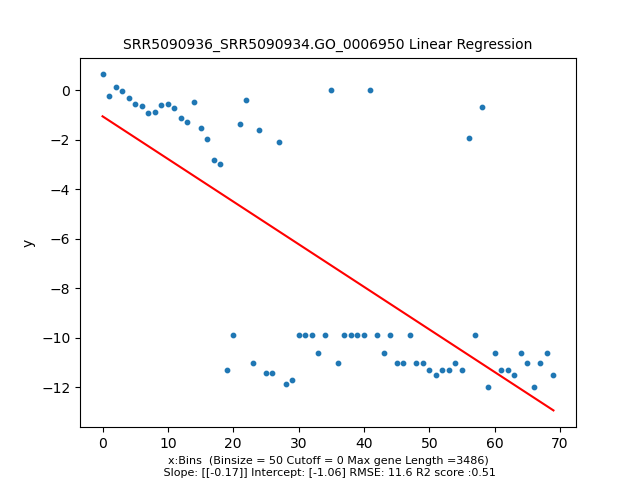 SRR5090936_SRR5090934.GO_0006950 Linear Regression
0
−2
−4
−6
−8
−10
−12
y
0 10 20 30 40 50 60 70
x:Bins (Binsize = 50 Cutoff = 0 Max gene Length =3486)
Slope: [[-0.17]] Intercept: [-1.06] RMSE: 11.6 R2 score :0.51